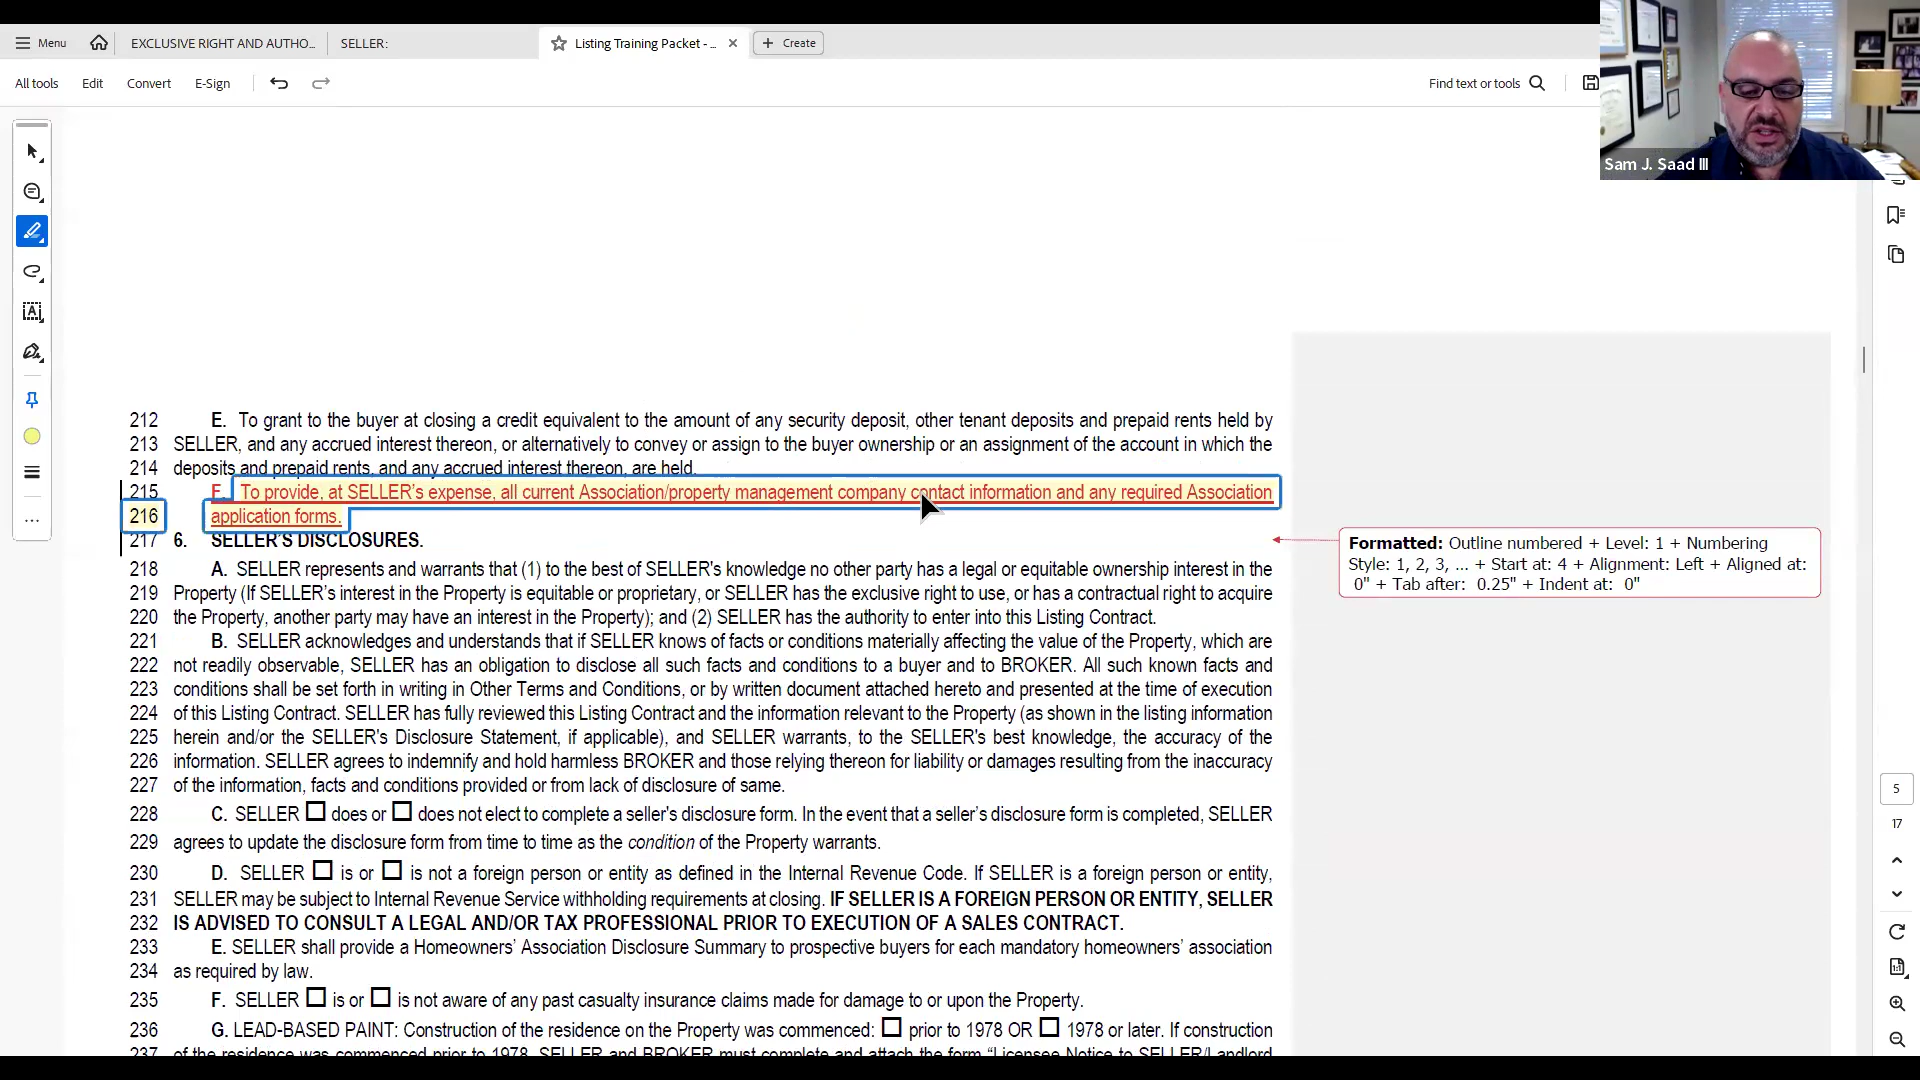 Menu
EXCLUSIVE RIGHT AND AUTHO...
SELLER:
Listing Training Packet - ...
Create
All tools
Edit
Convert
E-Sign
Find text or tools
Sam J. Saad III
212 E. To grant to the buyer at closing a credit equivalent to the amount of any security deposit, other tenant deposits and prepaid rents held by
213 SELLER, and any accrued interest thereon, or alternatively to convey or assign to the buyer ownership or an assignment of the account in which the
214 deposits and prepaid rents, and any accrued interest thereon, are held.
215 F. To provide, at SELLER's expense, all current Association/property management company contact information and any required Association
216 application forms.
217 6. SELLER'S DISCLOSURES.
Formatted: Outline numbered + Level: 1 + Numbering
Style: 1, 2, 3, ... + Start at: 4 + Alignment: Left + Aligned at:
0" + Tab after: 0.25" + Indent at: 0"
218 A. SELLER represents and warrants that (1) to the best of SELLER's knowledge no other party has a legal or equitable ownership interest in the
219 Property (If SELLER's interest in the Property is equitable or proprietary, or SELLER has the exclusive right to use, or has a contractual right to acquire
220 the Property, another party may have an interest in the Property); and (2) SELLER has the authority to enter into this Listing Contract.
221 B. SELLER acknowledges and understands that if SELLER knows of facts or conditions materially affecting the value of the Property, which are
222 not readily observable, SELLER has an obligation to disclose all such facts and conditions to a buyer and to BROKER. All such known facts and
223 conditions shall be set forth in writing in Other Terms and Conditions, or by written document attached hereto and presented at the time of execution
224 of this Listing Contract. SELLER has fully reviewed this Listing Contract and the information relevant to the Property (as shown in the listing information
225 herein and/or the SELLER's Disclosure Statement, if applicable), and SELLER warrants, to the SELLER's best knowledge, the accuracy of the
226 information. SELLER agrees to indemnify and hold harmless BROKER and those relying thereon for liability or damages resulting from the inaccuracy
227 of the information, facts and conditions provided or from lack of disclosure of same.
228 C. SELLER ☐ does or ☐ does not elect to complete a seller's disclosure form. In the event that a seller's disclosure form is completed, SELLER
229 agrees to update the disclosure form from time to time as the condition of the Property warrants.
230 D. SELLER ☐ is or ☐ is not a foreign person or entity as defined in the Internal Revenue Code. If SELLER is a foreign person or entity,
231 SELLER may be subject to Internal Revenue Service withholding requirements at closing. IF SELLER IS A FOREIGN PERSON OR ENTITY, SELLER
232 IS ADVISED TO CONSULT A LEGAL AND/OR TAX PROFESSIONAL PRIOR TO EXECUTION OF A SALES CONTRACT.
233 E. SELLER shall provide a Homeowners' Association Disclosure Summary to prospective buyers for each mandatory homeowners' association
234 as required by law.
235 F. SELLER ☐ is or ☐ is not aware of any past casualty insurance claims made for damage to or upon the Property.
236 G. LEAD-BASED PAINT: Construction of the residence on the Property was commenced: ☐ prior to 1978 OR ☐ 1978 or later. If construction
237 of the residence was commenced prior to 1978, SELLER and BROKER must complete and attach the form "Licensee Notice to SELLER/Landlord
5
17